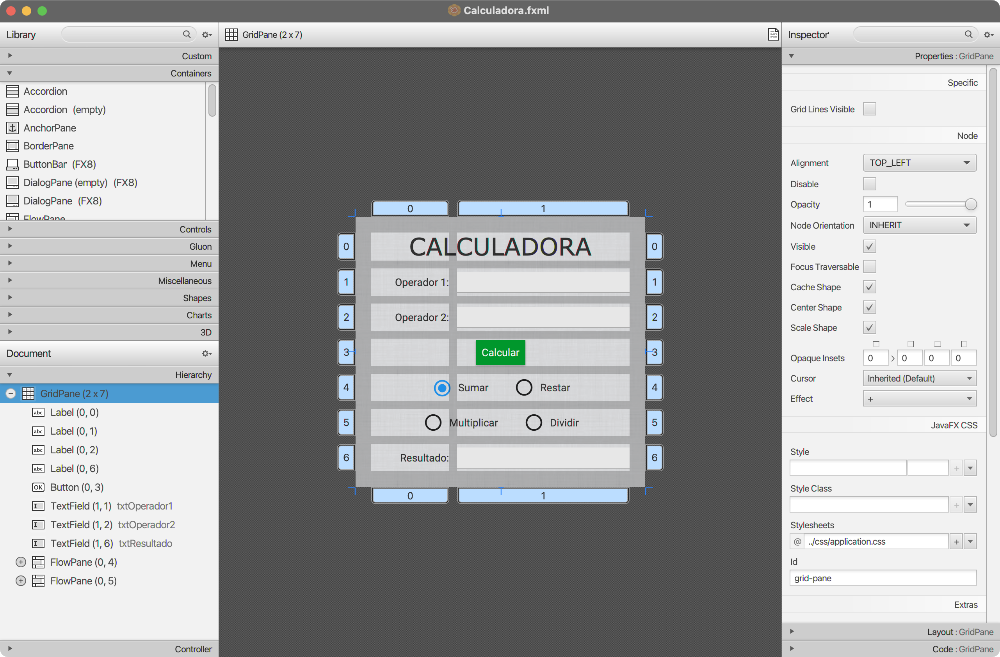 Calculadora.fxml
Library
Custom
Containers
Accordion
Accordion (empty)
AnchorPane
BorderPane
ButtonBar (FX8)
DialogPane (empty) (FX8)
DialogPane (FX8)
FlowPane
Controls
Gluon
Menu
Miscellaneous
Shapes
Charts
3D
Document
Hierarchy
GridPane (2 x 7)
abc Label (0, 0)
abc Label (0, 1)
abc Label (0, 2)
abc Label (0, 6)
OK Button (0, 3)
TextField (1, 1) txtOperador1
TextField (1, 2) txtOperador2
TextField (1, 6) txtResultado
FlowPane (0, 4)
FlowPane (0, 5)
Controller
GridPane (2 x 7)
0 1
0 CALCULADORA 0
1 Operador 1: 1
2 Operador 2: 2
3 Calcular 3
4 Sumar Restar 4
5 Multiplicar Dividir 5
6 Resultado: 6
0 1
Inspector
Properties : GridPane
Specific
Grid Lines Visible
Node
Alignment TOP_LEFT
Disable
Opacity 1
Node Orientation INHERIT
Visible
Focus Traversable
Cache Shape
Center Shape
Scale Shape
Opaque Insets 0 > 0 0 0
Cursor Inherited (Default)
Effect +
JavaFX CSS
Style
+
Style Class
+
Stylesheets
@ ../css/application.css +
Id
grid-pane
Extras
Layout : GridPane
Code : GridPane